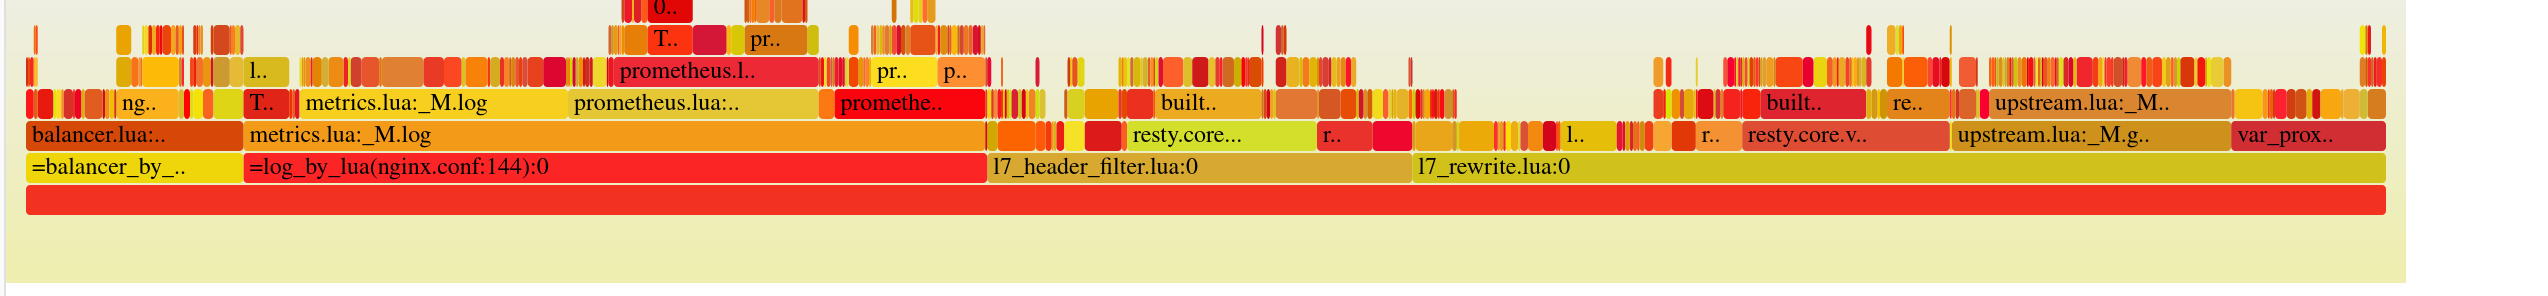 0..
T.. pr..
l.. prometheus.l.. pr.. p..
ng.. T.. metrics.lua:_M.log prometheus.lua:.. promethe.. built.. built.. re.. upstream.lua:_M..
balancer.lua:.. metrics.lua:_M.log resty.core... r.. l.. r.. resty.core.v.. upstream.lua:_M.g.. var_prox..
=balancer_by_.. =log_by_lua(nginx.conf:144):0 l7_header_filter.lua:0 l7_rewrite.lua:0